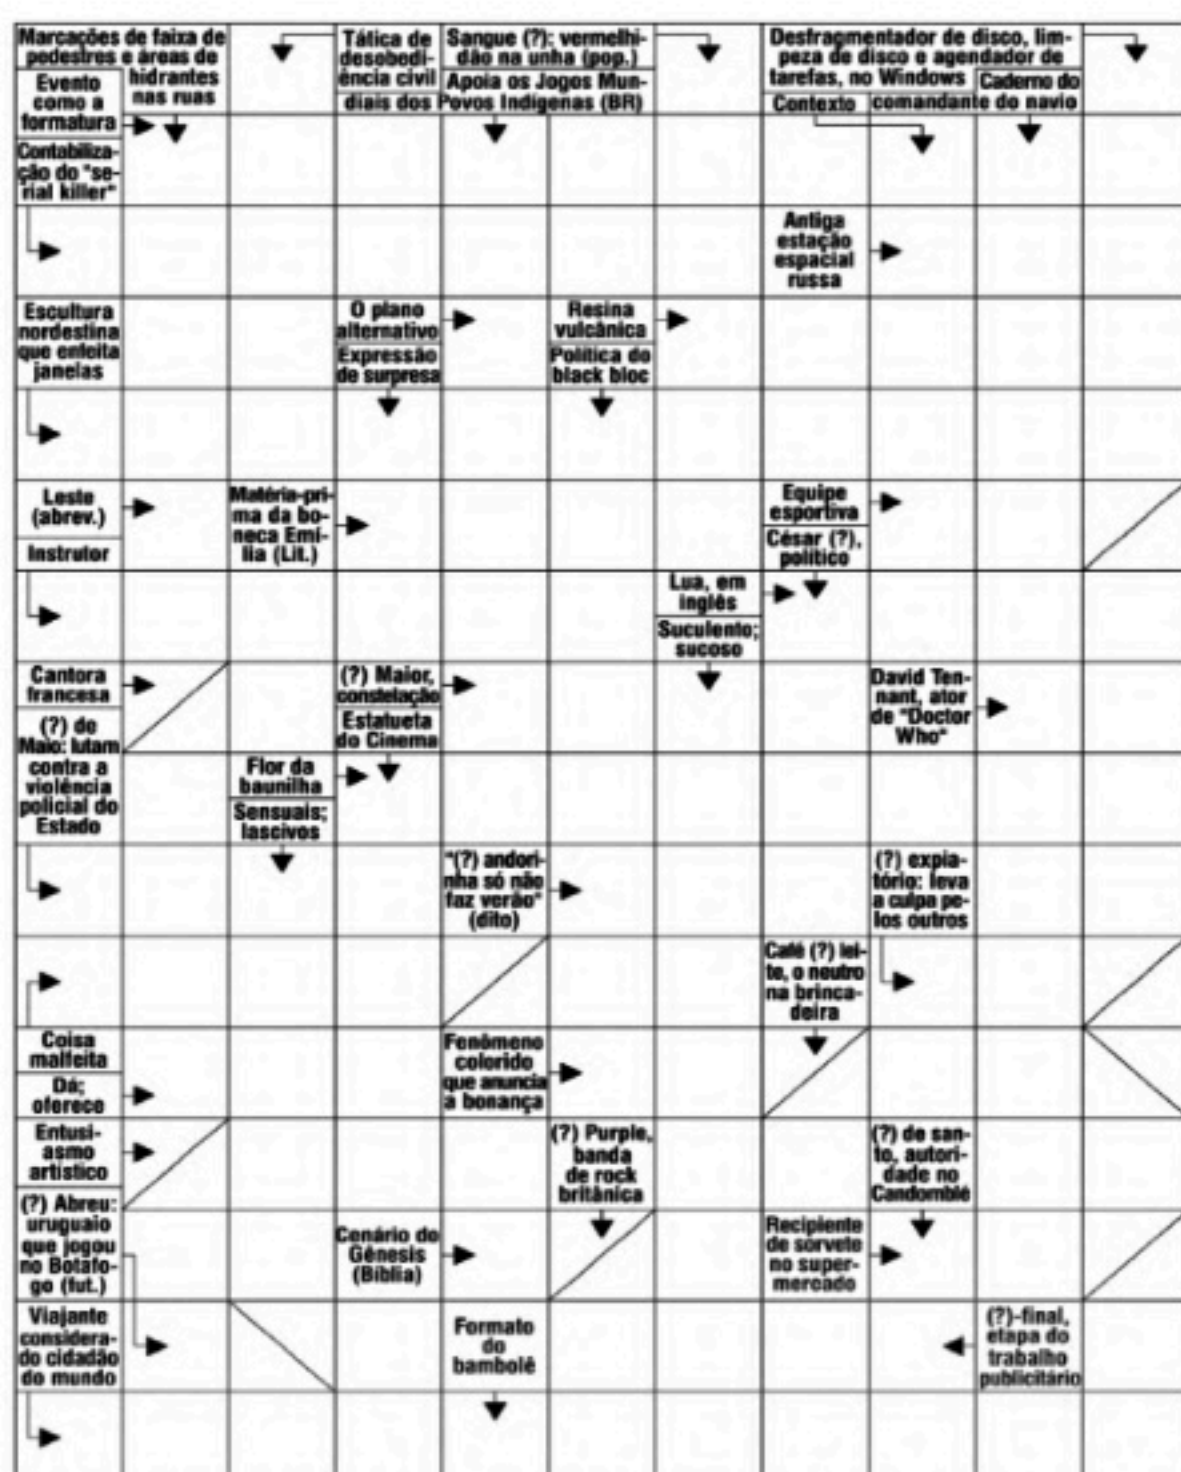 Marcações de faixa de
pedestres e áreas de
hidrantes
nas ruas
Evento
como a
formatura
Contabiliza-
ção do "se-
rial killer"
Tática de
desobedi-
ência civil
Sangue (?): vermelhi-
dão na unha (pop.)
Apoia os Jogos Mun-
diais dos Povos Indígenas (BR)
Desfragmentador de disco, lim-
peza de disco e agendador de
tarefas, no Windows
Contexto
Caderno do
comandante do navio
Antiga
estação
espacial
russa
Escultura
nordestina
que enfeita
janelas
O plano
alternativo
Expressão
de surpresa
Resina
vulcânica
Política do
black bloc
Leste
(abrev.)
Instrutor
Matéria-pri-
ma da bo-
neca Emí-
lia (Lit.)
Equipe
esportiva
César (?),
político
Lua, em
inglês
Suculento;
sucoso
Cantora
francesa
(?) de
Maio: lutam
contra a
violência
policial do
Estado
(?) Maior,
constelação
Estatueta
do Cinema
David Ten-
nant, ator
de "Doctor
Who"
Flor da
baunilha
Sensuais;
lascivos
"(?) andori-
nha só não
faz verão"
(dito)
(?) expia-
tório: leva
a culpa pe-
los outros
Café (?) lei-
te, o neutro
na brinca-
deira
Coisa
malfeita
Dá;
oferece
Fenômeno
colorido
que anuncia
a bonança
Entusi-
asmo
artístico
(?) Purple,
banda
de rock
britânica
(?) de san-
to, autori-
dade no
Candomblé
(?) Abreu:
uruguaio
que jogou
no Botafo-
go (fut.)
Cenário do
Gênesis
(Bíblia)
Recipiente
de sorvete
no super-
mercado
Viajante
considera-
do cidadão
do mundo
Formato
do
bambolê
(?)-final,
etapa do
trabalho
publicitário